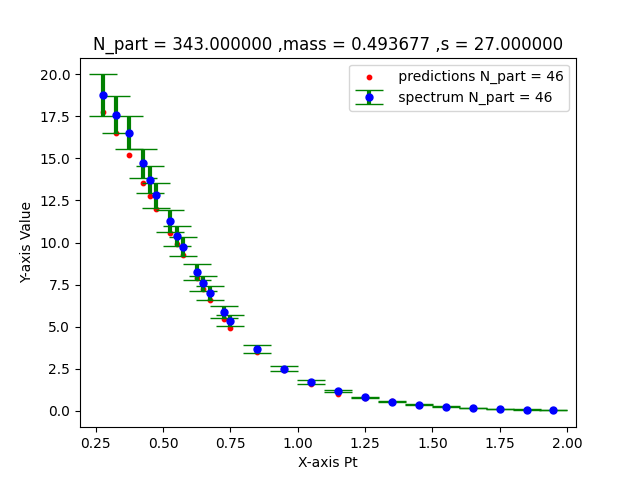 N_part = 343.000000 ,mass = 0.493677 ,s = 27.000000
predictions N_part = 46
spectrum N_part = 46
20.0
17.5
15.0
12.5
10.0
7.5
5.0
2.5
0.0
Y-axis Value
0.25 0.50 0.75 1.00 1.25 1.50 1.75 2.00
X-axis Pt